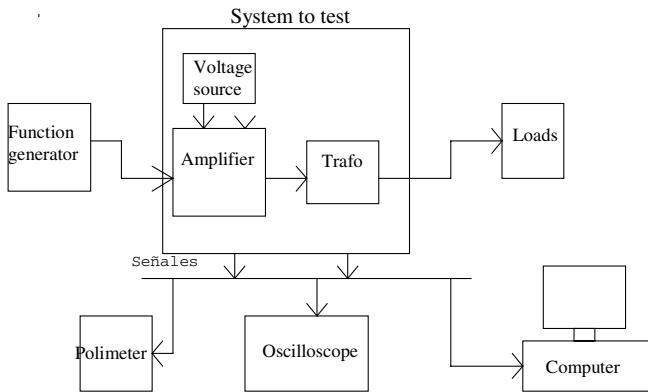 System to test
Voltage
source
Function
generator
Amplifier
Trafo
Loads
Señales
Polimeter
Oscilloscope
Computer